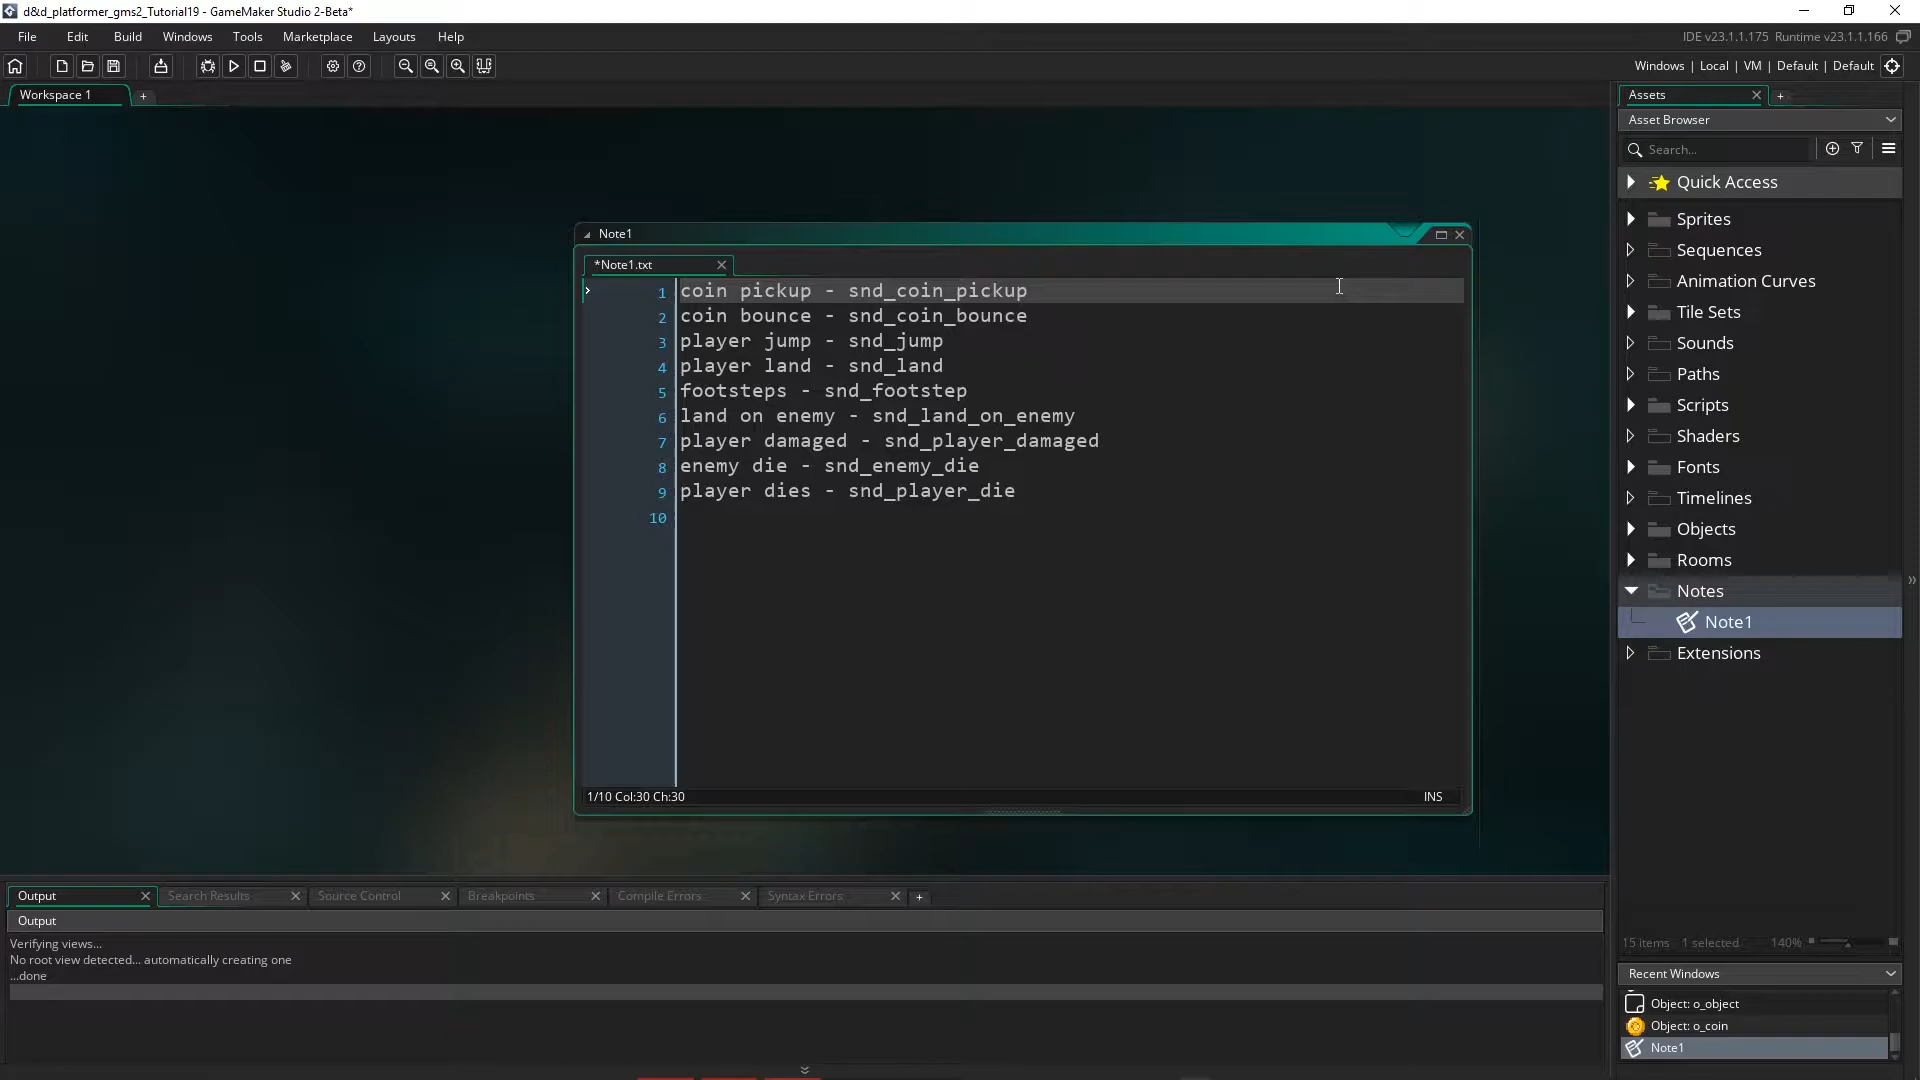 d&d_platformer_gms2_Tutorial19 - GameMaker Studio 2-Beta*
File Edit Build Windows Tools Marketplace Layouts Help
IDE v23.1.1.175 Runtime v23.1.1.166
Windows | Local | VM | Default | Default
Workspace 1
Assets
Asset Browser
Search...
Quick Access
Sprites
Sequences
Animation Curves
Tile Sets
Sounds
Paths
Scripts
Shaders
Fonts
Timelines
Objects
Rooms
Notes
Note1
Extensions
15 items 1 selected 140%
Recent Windows
Object: o_object
Object: o_coin
Note1
Note1
*Note1.txt
1 coin pickup - snd_coin_pickup
2 coin bounce - snd_coin_bounce
3 player jump - snd_jump
4 player land - snd_land
5 footsteps - snd_footstep
6 land on enemy - snd_land_on_enemy
7 player damaged - snd_player_damaged
8 enemy die - snd_enemy_die
9 player dies - snd_player_die
10
1/10 Col:30 Ch:30 INS
Output Search Results Source Control Breakpoints Compile Errors Syntax Errors
Output
Verifying views...
No root view detected... automatically creating one
...done